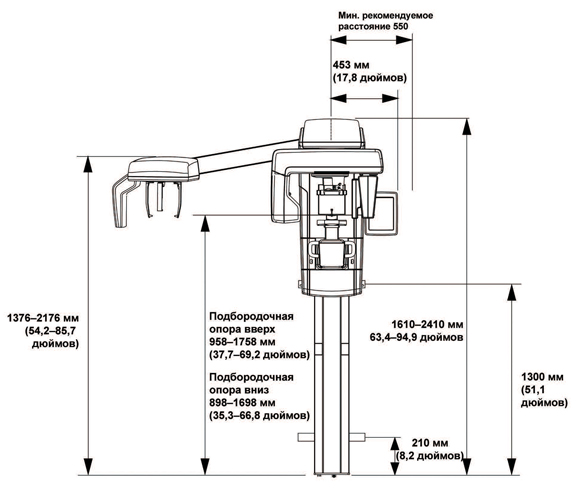 Мин. рекомендуемое
расстояние 550
453 мм
(17,8 дюймов)
1376–2176 мм
(54,2–85,7
дюймов)
Подбородочная
опора вверх
958–1758 мм
(37,7–69,2 дюймов)
Подбородочная
опора вниз
898–1698 мм
(35,3–66,8 дюймов)
1610–2410 мм
63,4–94,9 дюймов
1300 мм
(51,1
дюймов)
210 мм
(8,2 дюймов)